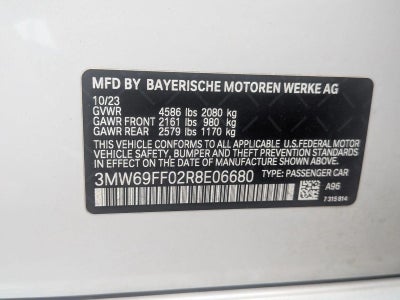 MFD BY BAYERISCHE MOTOREN WERKE AG
10/23
GVWR 4586 lbs 2080 kg
GAWR FRONT 2161 lbs 980 kg
GAWR REAR 2579 lbs 1170 kg
THIS VEHICLE CONFORMS TO ALL APPLICABLE U.S.FEDERAL MOTOR
VEHICLE SAFETY, BUMPER, AND THEFT PREVENTION STANDARDS
IN EFFECT ON THE DATE OF MANUFACTURE SHOWN ABOVE.
3MW69FF02R8E06680 TYPE: PASSENGER CAR
A96
7 315 814